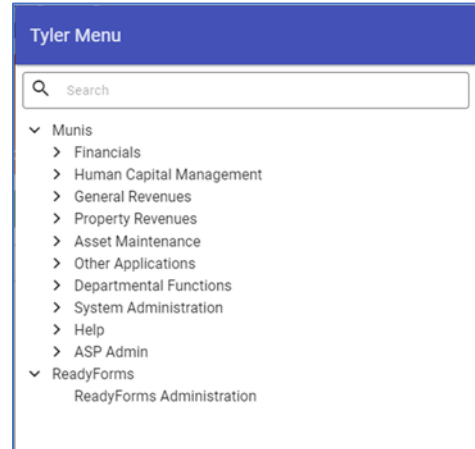 Tyler Menu
Search
Munis
Financials
Human Capital Management
General Revenues
Property Revenues
Asset Maintenance
Other Applications
Departmental Functions
System Administration
Help
ASP Admin
ReadyForms
ReadyForms Administration